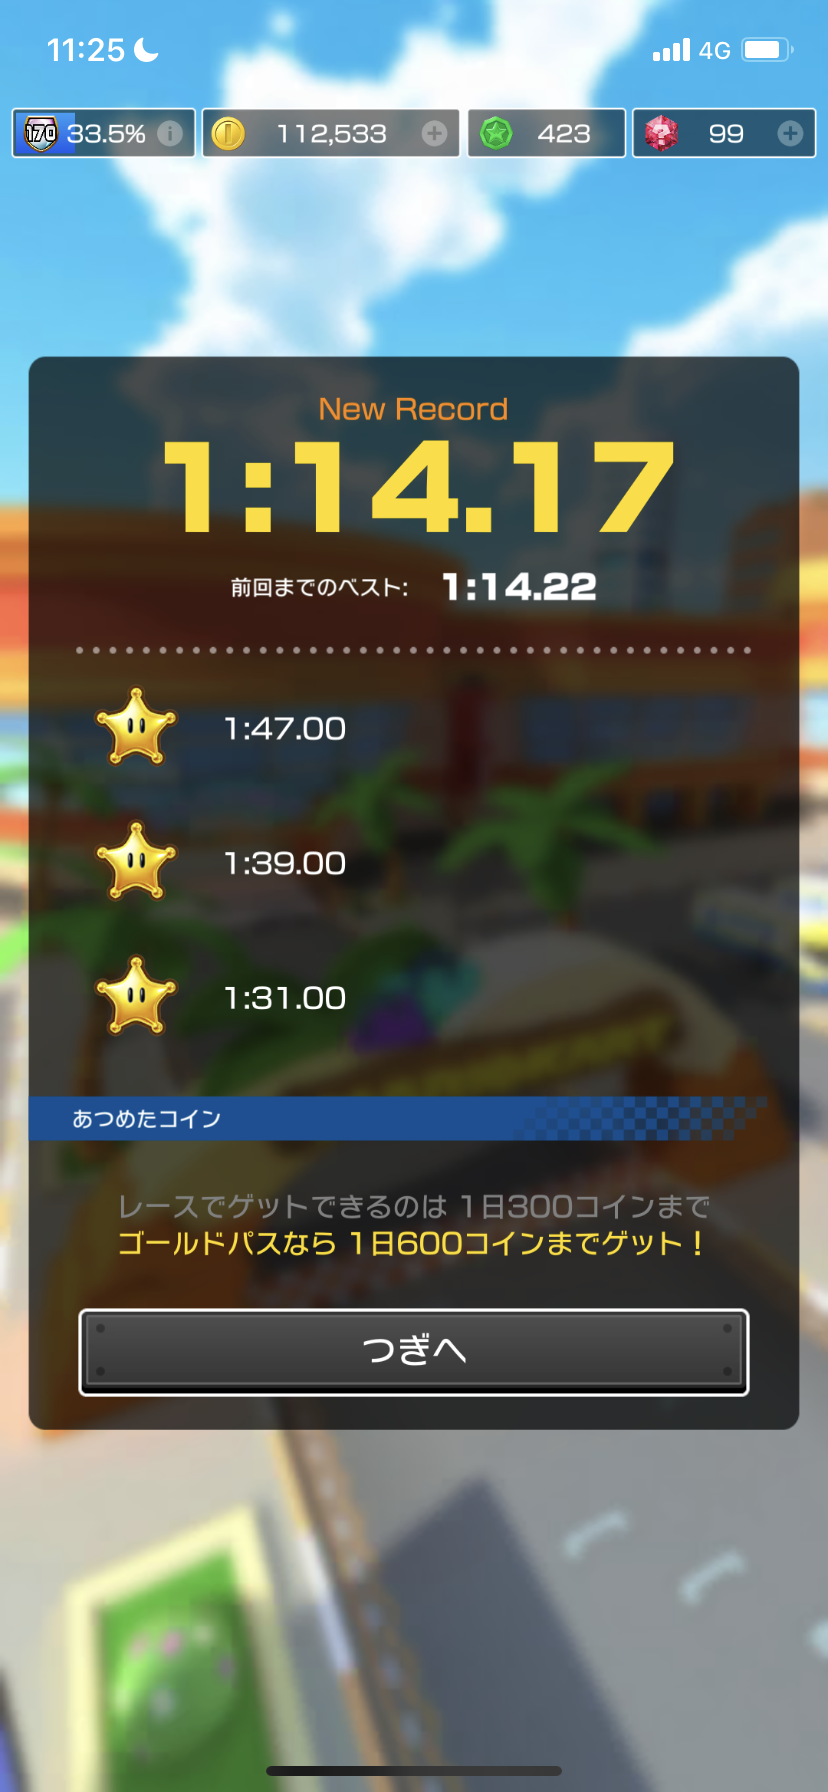 11:25
4G
170 33.5% 112,533 423 99
New Record
1:14.17
前回までのベスト: 1:14.22
1:47.00
1:39.00
1:31.00
あつめたコイン
レースでゲットできるのは 1日300コインまで
ゴールドパスなら 1日600コインまでゲット！
つぎへ